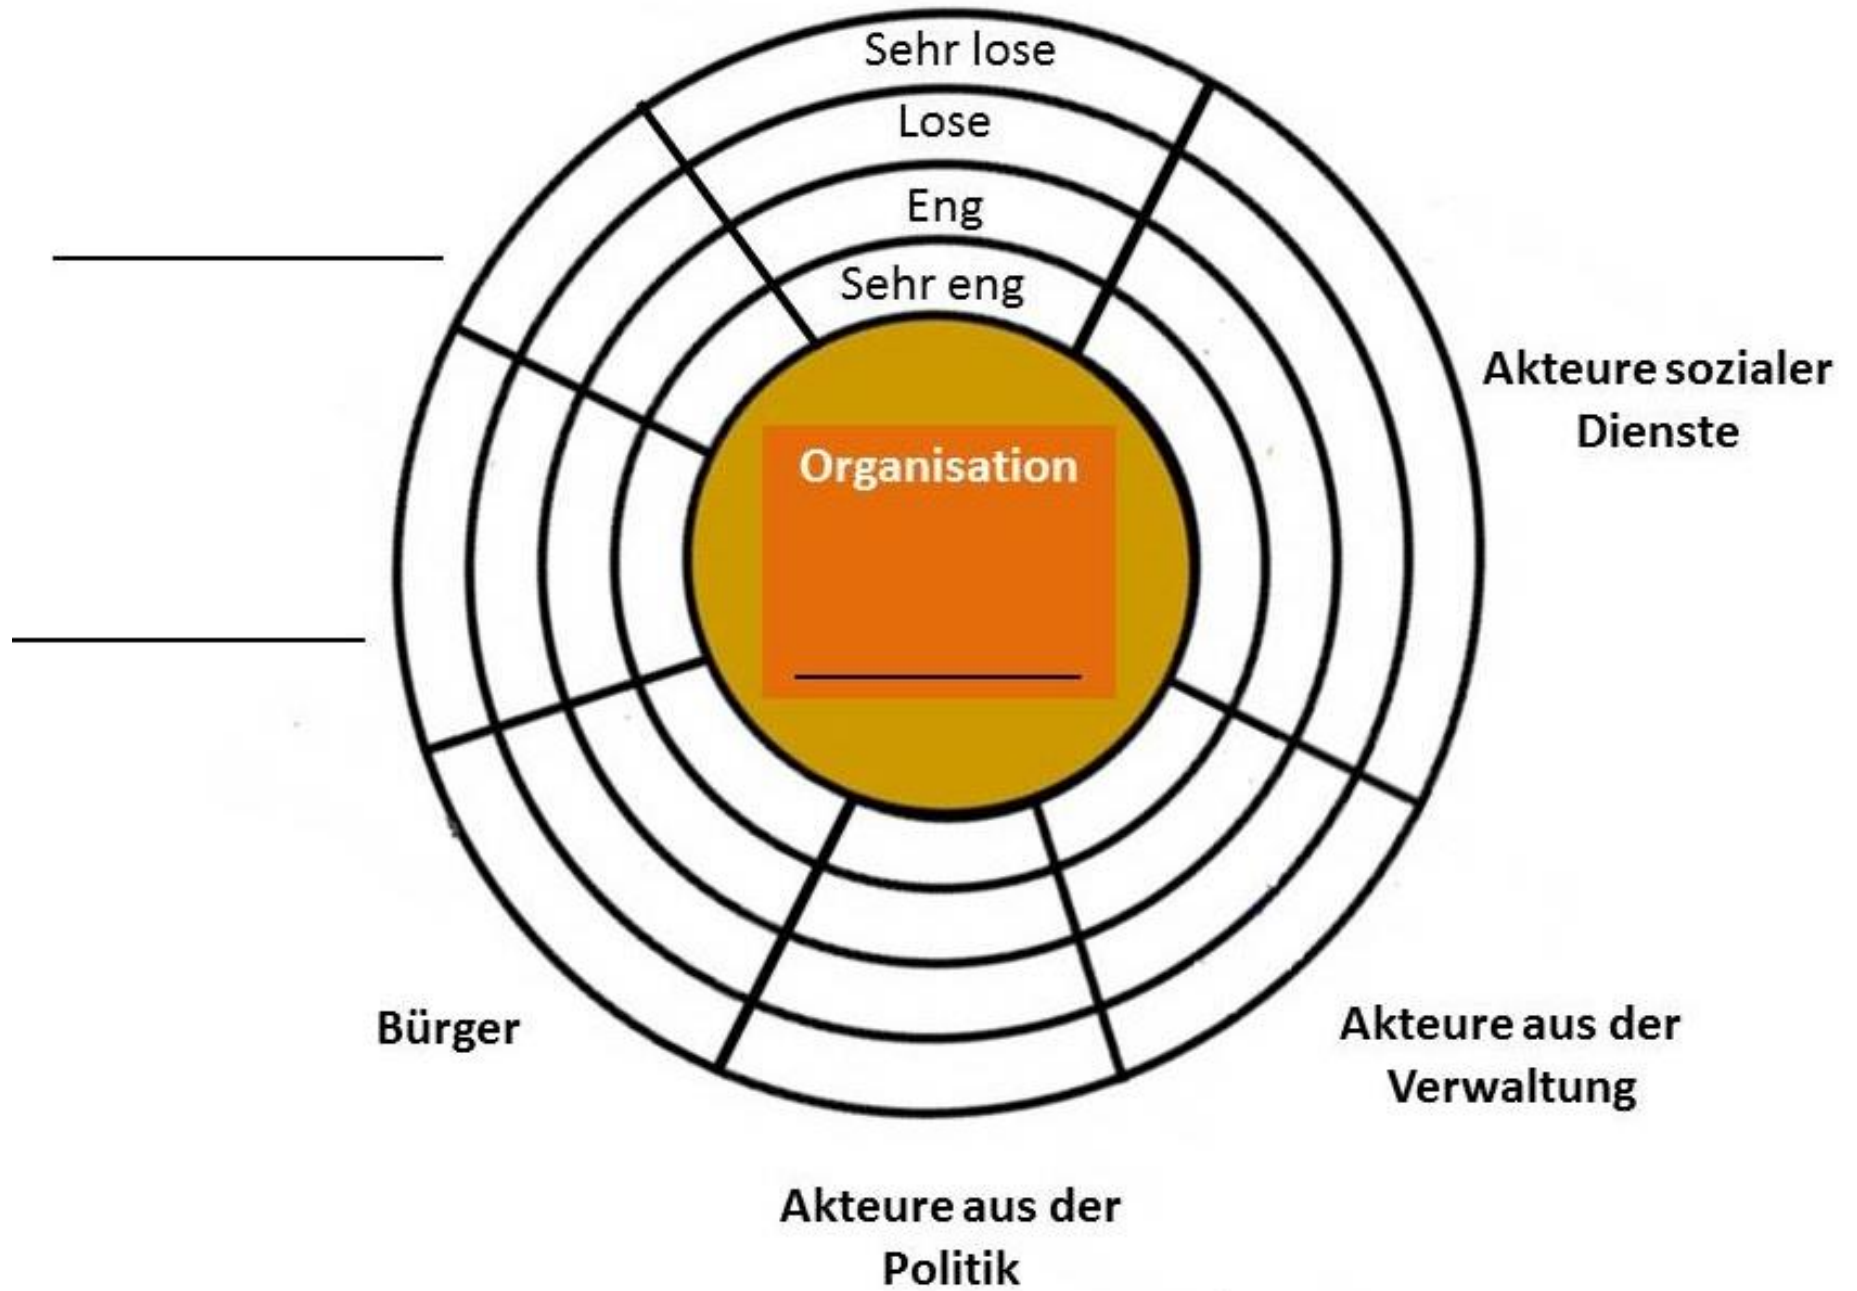 Sehr lose
Lose
Eng
Sehr eng
Organisation
Akteure sozialer
Dienste
Akteure aus der
Verwaltung
Akteure aus der
Politik
Bürger